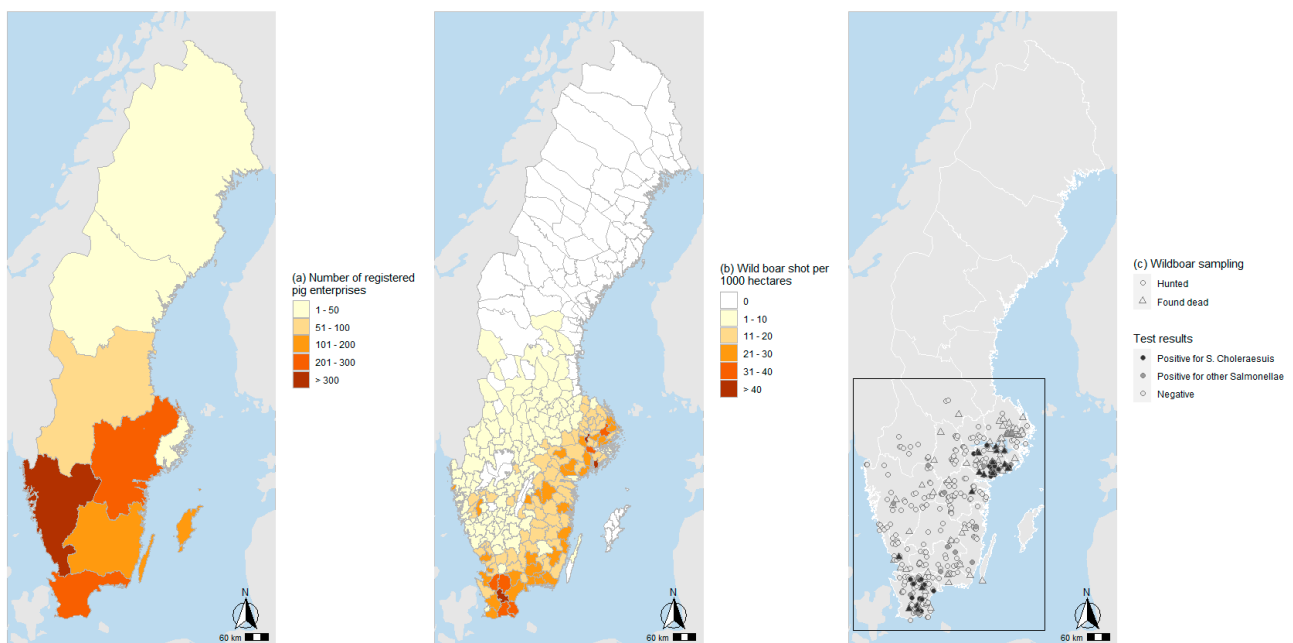 (a) Number of registered
pig enterprises
1 - 50
51 - 100
101 - 200
201 - 300
> 300
N
60 km
(b) Wild boar shot per
1000 hectares
0
1 - 10
11 - 20
21 - 30
31 - 40
> 40
N
60 km
(c) Wildboar sampling
Hunted
Found dead
Test results
Positive for S. Choleraesuis
Positive for other Salmonellae
Negative
N
60 km